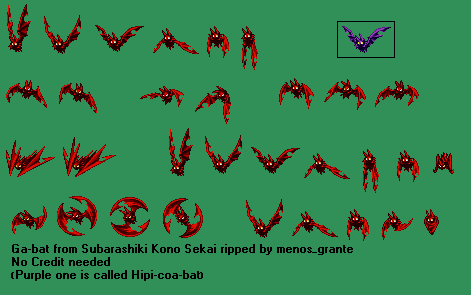 Ga-bat from Subarashiki Kono Sekai ripped by menos_grante
No Credit needed
(Purple one is called Hipi-coa-bat)